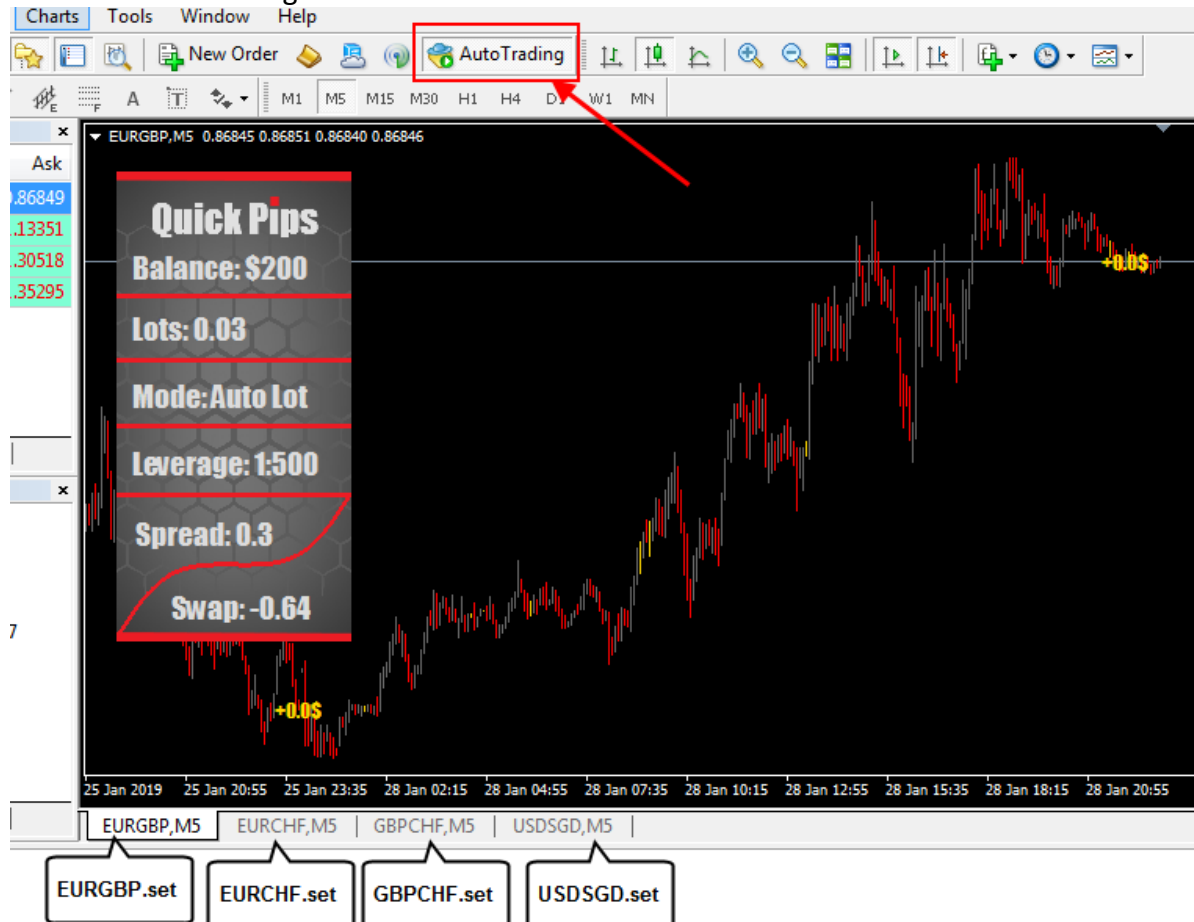 Charts Tools Window Help
New Order AutoTrading
E F A T M1 M5 M15 M30 H1 H4 D1 W1 MN
x EURGBP,M5 0.86845 0.86851 0.86840 0.86846
Ask
.86849
.13351
.30518
.35295
Quick Pips
Balance: $200
Lots: 0.03
Mode: Auto Lot
Leverage: 1:500
Spread: 0.3
Swap: -0.64
+0.0$
x
7
+0.0$
25 Jan 2019 25 Jan 20:55 25 Jan 23:35 28 Jan 02:15 28 Jan 04:55 28 Jan 07:35 28 Jan 10:15 28 Jan 12:55 28 Jan 15:35 28 Jan 18:15 28 Jan 20:55
EURGBP,M5 EURCHF,M5 GBPCHF,M5 USDSGD,M5
EURGBP.set EURCHF.set GBPCHF.set USDSGD.set